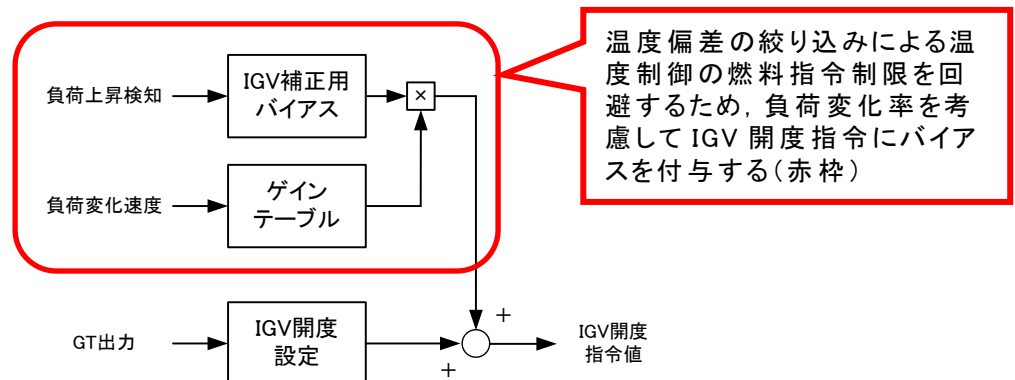 負荷上昇検知
IGV補正用
バイアス
×
負荷変化速度
ゲイン
テーブル
温度偏差の絞り込みによる温
度制御の燃料指令制限を回
避するため，負荷変化率を考
慮して IGV 開度指令にバイア
スを付与する（赤枠）
GT出力
IGV開度
設定
+
+
IGV開度
指令値